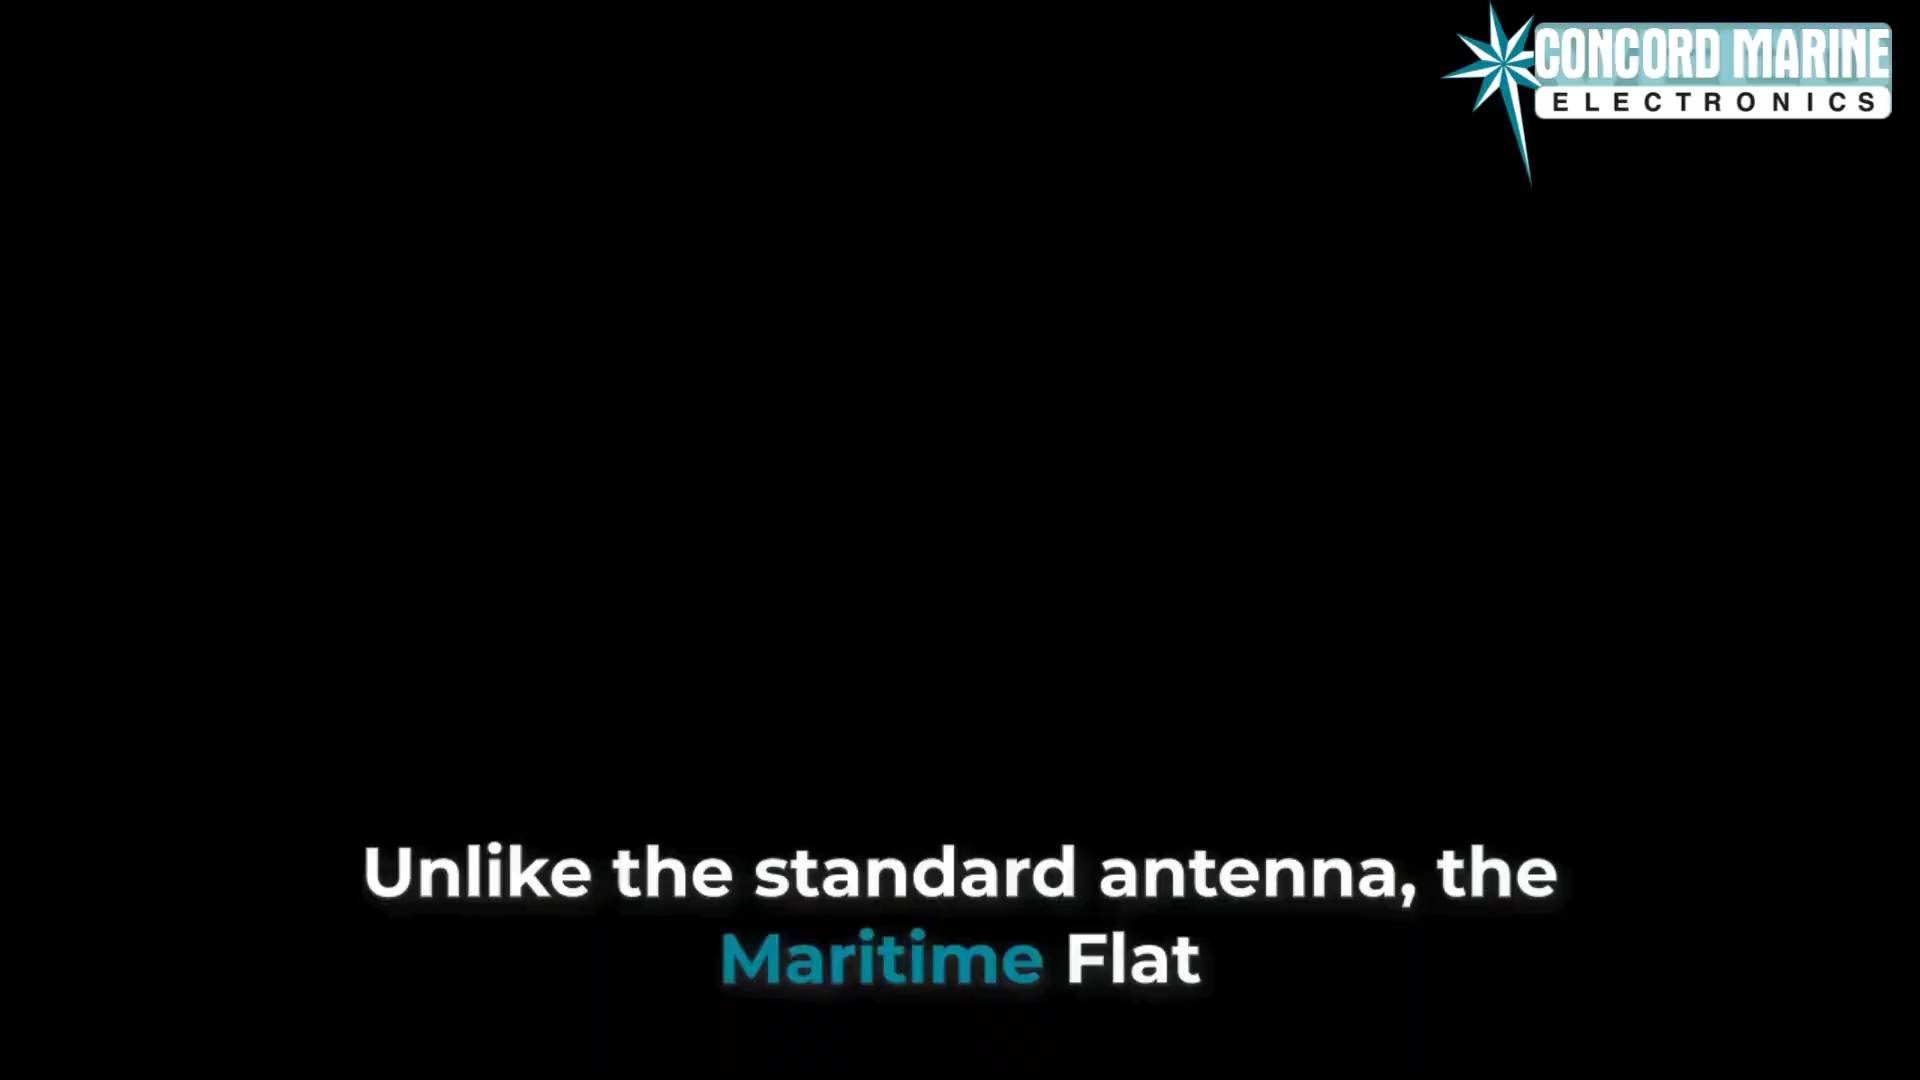 CONCORD MARINE
ELECTRONICS
Unlike the standard antenna, the
Maritime Flat